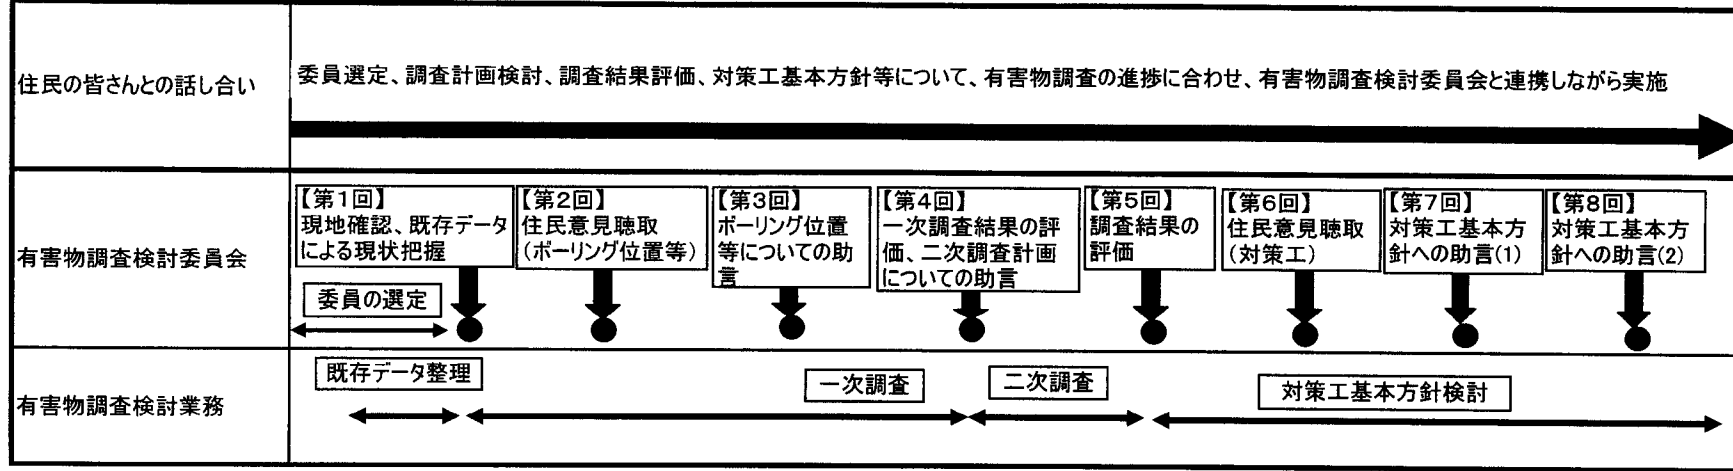 住民の皆さんとの話し合い
委員選定、調査計画検討、調査結果評価、対策工基本方針等について、有害物調査の進捗に合わせ、有害物調査検討委員会と連携しながら実施
有害物調査検討委員会
【第1回】
現地確認、既存データ
による現状把握
【第2回】
住民意見聴取
(ボーリング位置等)
【第3回】
ボーリング位置
等についての助
言
【第4回】
一次調査結果の評
価、二次調査計画
についての助言
【第5回】
調査結果の
評価
【第6回】
住民意見聴取
(対策工)
【第7回】
対策工基本方
針への助言(1)
【第8回】
対策工基本方
針への助言(2)
委員の選定
有害物調査検討業務
既存データ整理
一次調査
二次調査
対策工基本方針検討